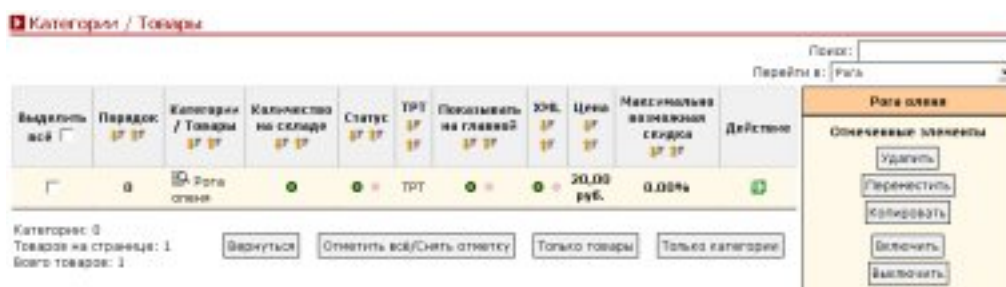 Категории / Товары
Поиск:
Перейти в: Рога
Выделить всё
Порядок
Категории / Товары
Количество на складе
Статус
ТРТ
Показывать на главной
XML
Цена
Максимально возможная скидка
Действие
0
Рога оленя
0
ТРТ
20,00 руб.
0.00%
Категории: 0
Товаров на странице: 1
Всего товаров: 1
Вернуться
Отметить всё/Снять отметку
Только товары
Только категории
Рога оленя
Отмеченные элементы
Удалить
Переместить
Копировать
Включить
Выключить